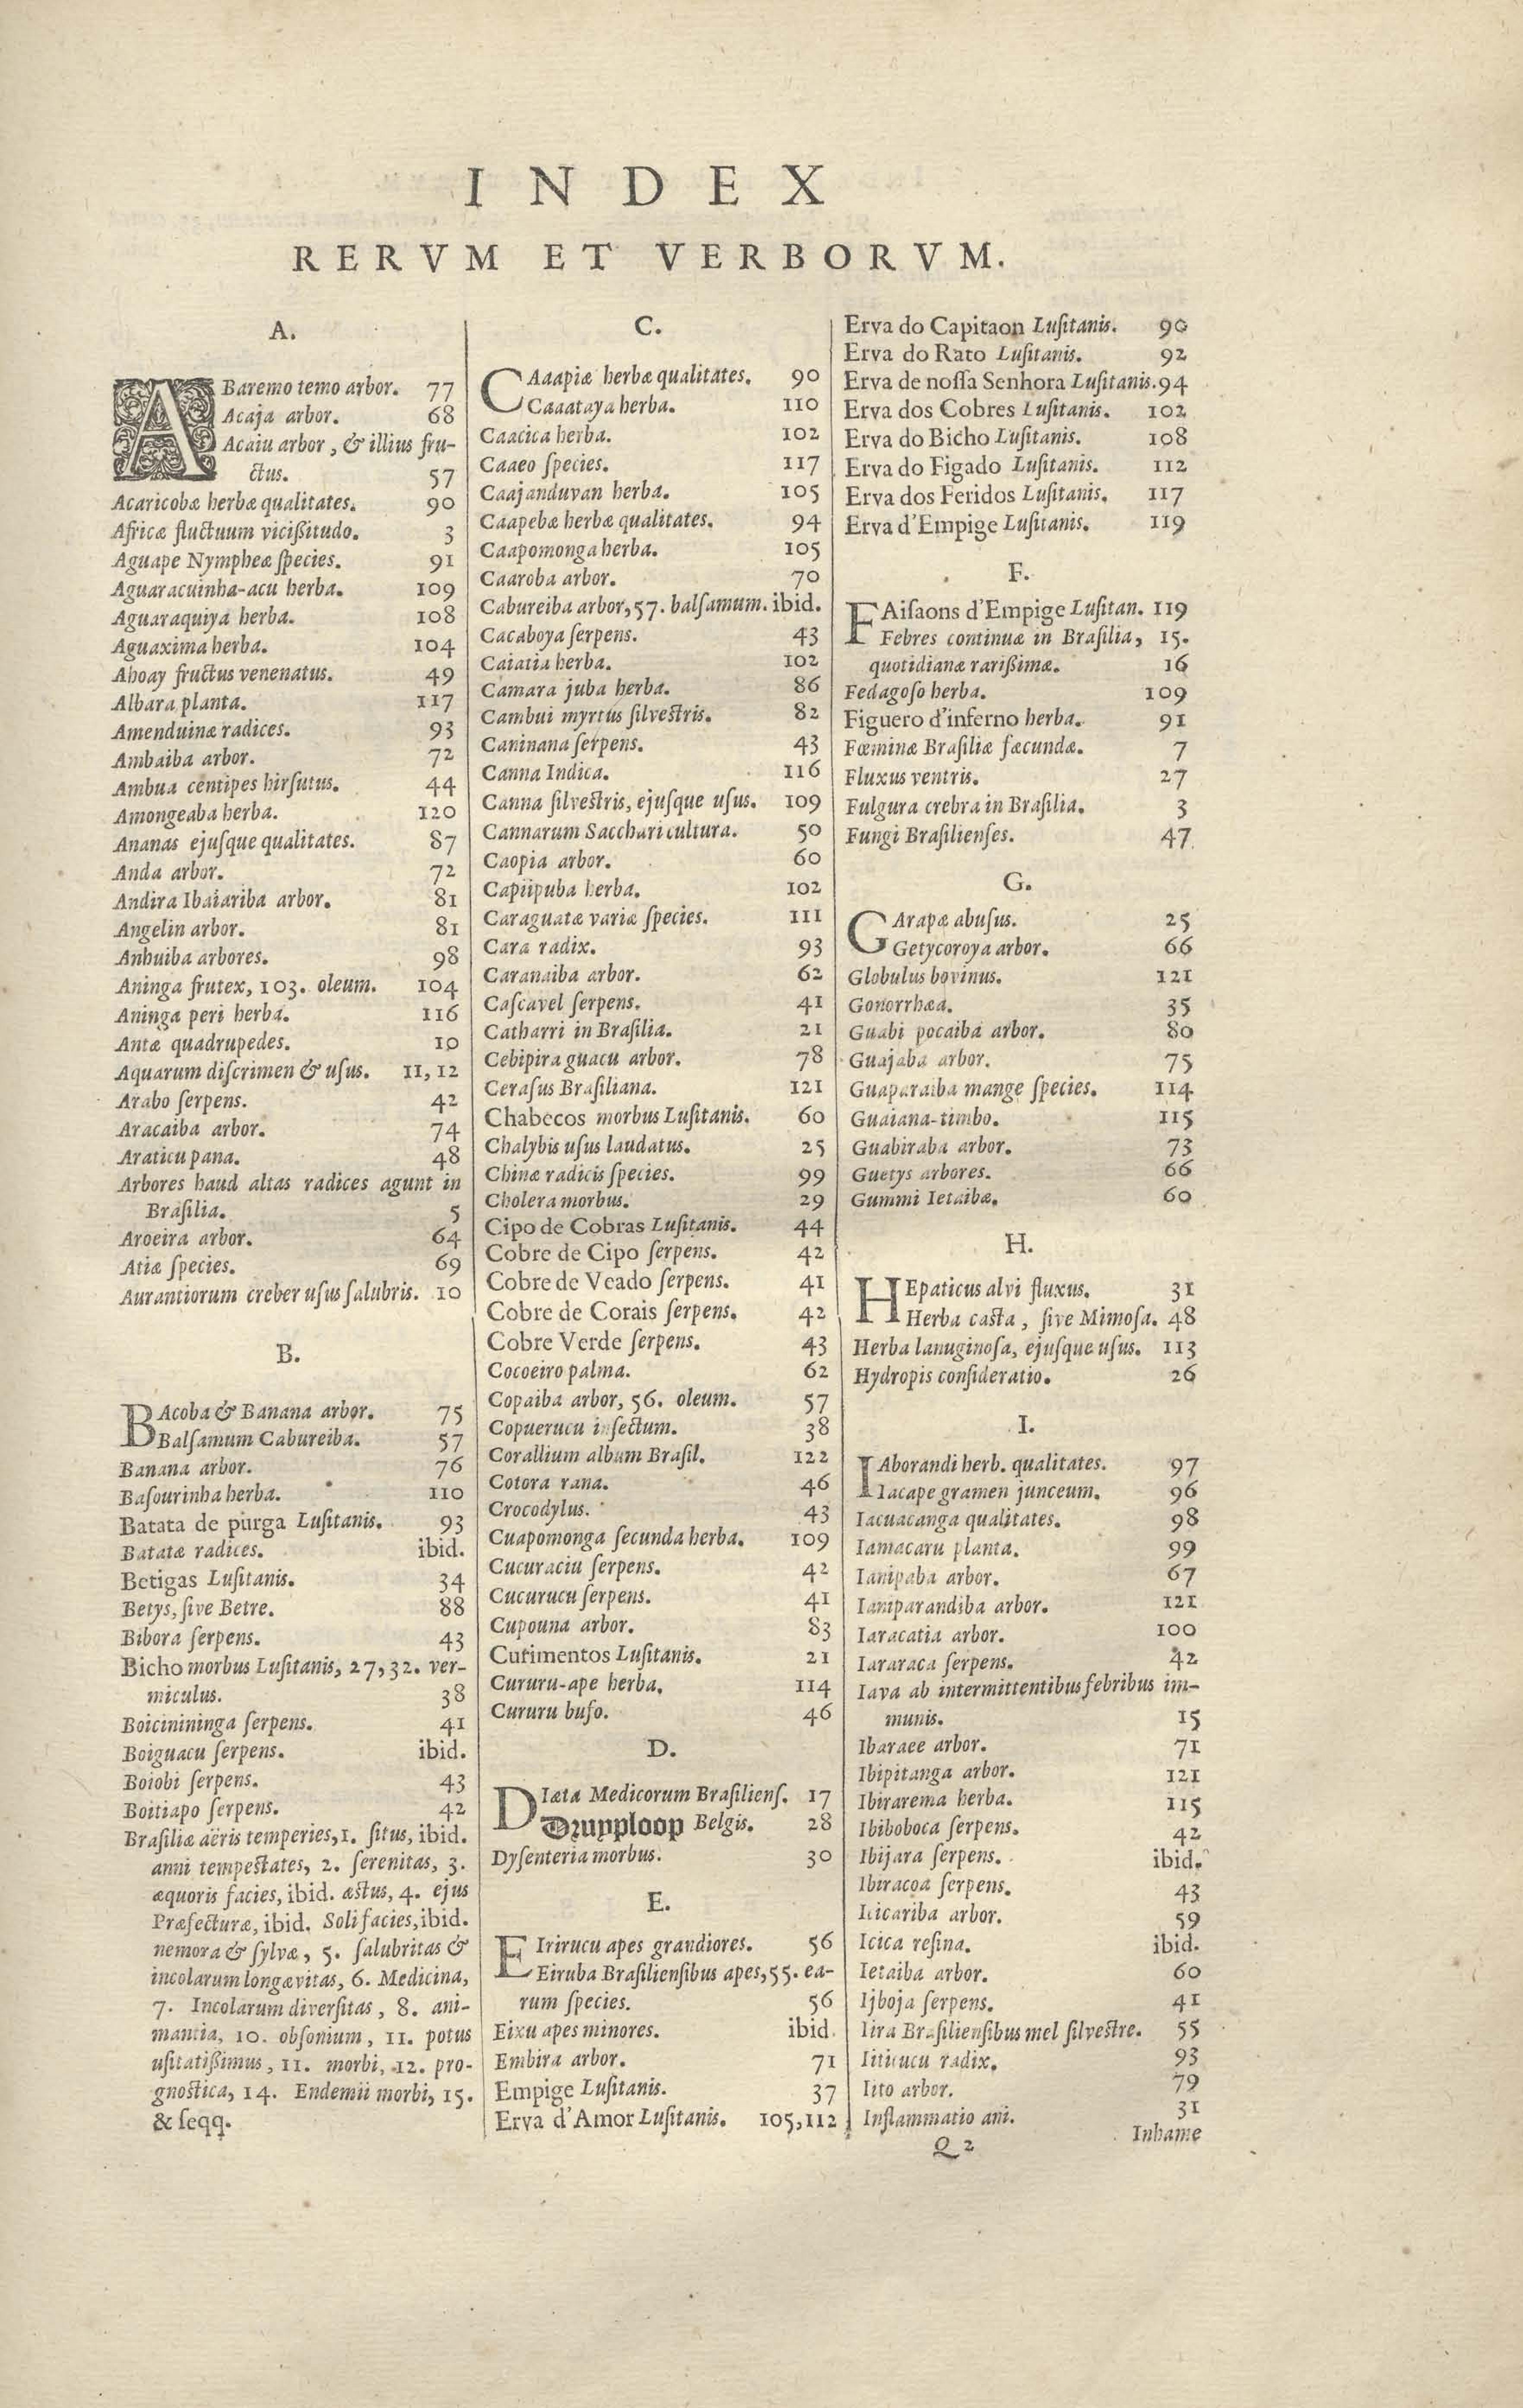 INDEX
RERVM ET VERBORVM.
A.
ABaremo temo arbor. 77
Acaja arbor. 68
Acaiu arbor, & illius fru-
ctus. 57
Acaricobæ herbæ qualitates. 90
Africæ fluctuum vicißitudo. 3
Aguape Nympheæ ſpecies. 91
Aguaracuinha-acu herba. 109
Aguaraquiya herba. 108
Aguaxima herba. 104
Ahoay fructus venenatus. 49
Albara planta. 117
Amenduinæ radices. 93
Ambaiba arbor. 72
Ambua centipes hirſutus. 44
Amongeaba herba. 120
Ananas ejuſque qualitates. 87
Anda arbor. 72
Andira Ibaiariba arbor. 81
Angelin arbor. 81
Anhuiba arbores. 98
Aninga frutex, 103. oleum. 104
Aninga peri herba. 116
Antæ quadrupedes. 10
Aquarum diſcrimen & uſus. 11, 12
Arabo ſerpens. 42
Aracaiba arbor. 74
Araticu pana. 48
Arbores haud altas radices agunt in
Braſilia. 5
Aroeira arbor. 64
Atiæ ſpecies. 69
Aurantiorum creber uſus ſalubris. 10
B.
BAcoba & Banana arbor. 75
Balſamum Cabureiba. 57
Banana arbor. 76
Baſourinha herba. 110
Batata de purga Luſitanis. 93
Batatæ radices. ibid.
Betigas Luſitanis. 34
Betys, ſive Betre. 88
Bibora ſerpens. 43
Bicho morbus Luſitanis, 27, 32. ver-
miculus. 38
Boicinininga ſerpens. 41
Boiguacu ſerpens. ibid.
Boiobi ſerpens. 43
Boitiapo ſerpens. 42
Braſiliæ aëris temperies, 1. ſitus, ibid.
anni tempeſtates, 2. ſerenitas, 3.
æquoris facies, ibid. æſtus, 4. ejus
Præfecturæ, ibid. Soli facies, ibid.
nemora & ſylvæ, 5. ſalubritas &
incolarum longævitas, 6. Medicina,
7. Incolarum diverſitas, 8. ani-
mantia, 10. obſonium, 11. potus
uſitatißimus, 11. morbi, 12. pro-
gnoſtica, 14. Endemii morbi, 15.
& ſeqq.
C.
CAaapiæ herbæ qualitates. 90
Caaataya herba. 110
Caacica herba. 102
Caaeo ſpecies. 117
Caajanduvan herba. 105
Caapebæ herbæ qualitates. 94
Caapomonga herba. 105
Caaroba arbor. 70
Cabureiba arbor, 57. balſamum. ibid.
Cacaboya ſerpens. 43
Caiatia herba. 102
Camara juba herba. 86
Cambui myrtus ſilveſtris. 82
Caninana ſerpens. 43
Canna Indica. 116
Canna ſilveſtris, ejuſque uſus. 109
Cannarum Sacchari cultura. 50
Caopia arbor. 60
Capiipuba herba. 102
Caraguatæ variæ ſpecies. 111
Cara radix. 93
Caranaiba arbor. 62
Caſcavel ſerpens. 41
Catharri in Braſilia. 21
Cebipira guacu arbor. 78
Ceraſus Braſiliana. 121
Chabecos morbus Luſitanis. 60
Chalybis uſus laudatus. 25
Chinæ radicis ſpecies. 99
Cholera morbus. 29
Cipo de Cobras Luſitanis. 44
Cobre de Cipo ſerpens. 42
Cobre de Veado ſerpens. 41
Cobre de Corais ſerpens. 42
Cobre Verde ſerpens. 43
Cocoeiro palma. 62
Copaiba arbor, 56. oleum. 57
Copuerucu inſectum. 38
Corallium album Braſil. 122
Cotora rana. 46
Crocodylus. 43
Cuapomonga ſecunda herba. 109
Cucuraciu ſerpens. 42
Cucurucu ſerpens. 41
Cupouna arbor. 83
Curimentos Luſitanis. 21
Cururu-ape herba. 114
Cururu bufo. 46
D.
DIæta Medicorum Braſilienſ. 17
Druyploop Belgis. 28
Dyſenteria morbus. 30
E.
EIrirucu apes grandiores. 56
Eiruba Braſilienſibus apes, 55. ea-
rum ſpecies. 56
Eixu apes minores. ibid.
Embira arbor. 71
Empige Luſitanis. 37
Erva d'Amor Luſitanis. 105, 112
Erva do Capitaon Luſitanis. 90
Erva do Rato Luſitanis. 92
Erva de noſſa Senhora Luſitanis. 94
Erva dos Cobres Luſitanis. 102
Erva do Bicho Luſitanis. 108
Erva do Figado Luſitanis. 112
Erva dos Feridos Luſitanis. 117
Erva d'Empige Luſitanis. 119
F.
FAiſaons d'Empige Luſitan. 119
Febres continuæ in Braſilia, 15.
quotidianæ rarißimæ. 16
Fedagoſo herba. 109
Figuero d'inferno herba. 91
Fœminæ Braſiliæ fæcundæ. 7
Fluxus ventris. 27
Fulgura crebra in Braſilia. 3
Fungi Braſilienſes. 47
G.
GArapæ abuſus. 25
Getycoroya arbor. 66
Globulus bovinus. 121
Gonorrhæa. 35
Guabi pocaiba arbor. 80
Guajaba arbor. 75
Guaparaiba mange ſpecies. 114
Guaiana-timbo. 115
Guabiraba arbor. 73
Guetys arbores. 66
Gummi Ietaibæ. 60
H.
HEpaticus alvi fluxus. 31
Herba caſta, ſive Mimoſa. 48
Herba lanuginoſa, ejuſque uſus. 113
Hydropis conſideratio. 26
I.
IAborandi herb. qualitates. 97
Iacape gramen junceum. 96
Iacuacanga qualitates. 98
Iamacaru planta. 99
Ianipaba arbor. 67
Ianiparandiba arbor. 121
Iaracatia arbor. 100
Iararaca ſerpens. 42
Iava ab intermittentibus febribus im-
munis. 15
Ibaraee arbor. 71
Ibipitanga arbor. 121
Ibirarema herba. 115
Ibiboboca ſerpens. 42
Ibijara ſerpens. ibid.
Ibiracoa ſerpens. 43
Icicariba arbor. 59
Icica reſina. ibid.
Ietaiba arbor. 60
Ijboja ſerpens. 41
Iira Braſilienſibus mel ſilveſtre. 55
Iiticucu radix. 93
Iito arbor. 79
Inflammatio ani. 31
Q 2
Inhame